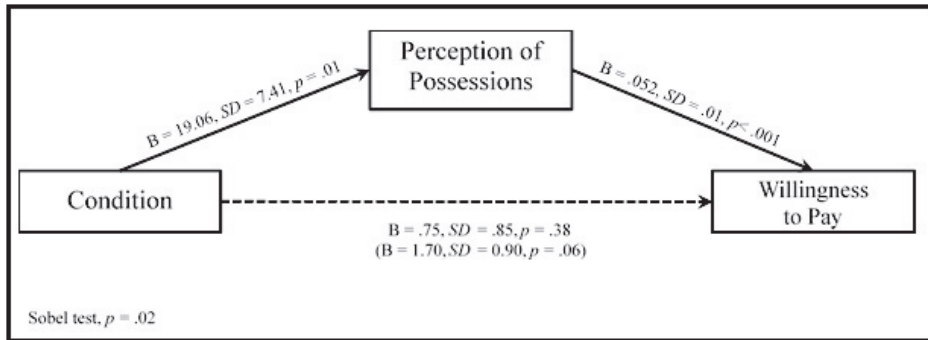 Perception of
Possessions
B = 19.06, SD = 7.41, p = .01
B = .052, SD = .01, p< .001
Condition
Willingness
to Pay
B = .75, SD = .85, p = .38
(B = 1.70, SD = 0.90, p = .06)
Sobel test, p = .02